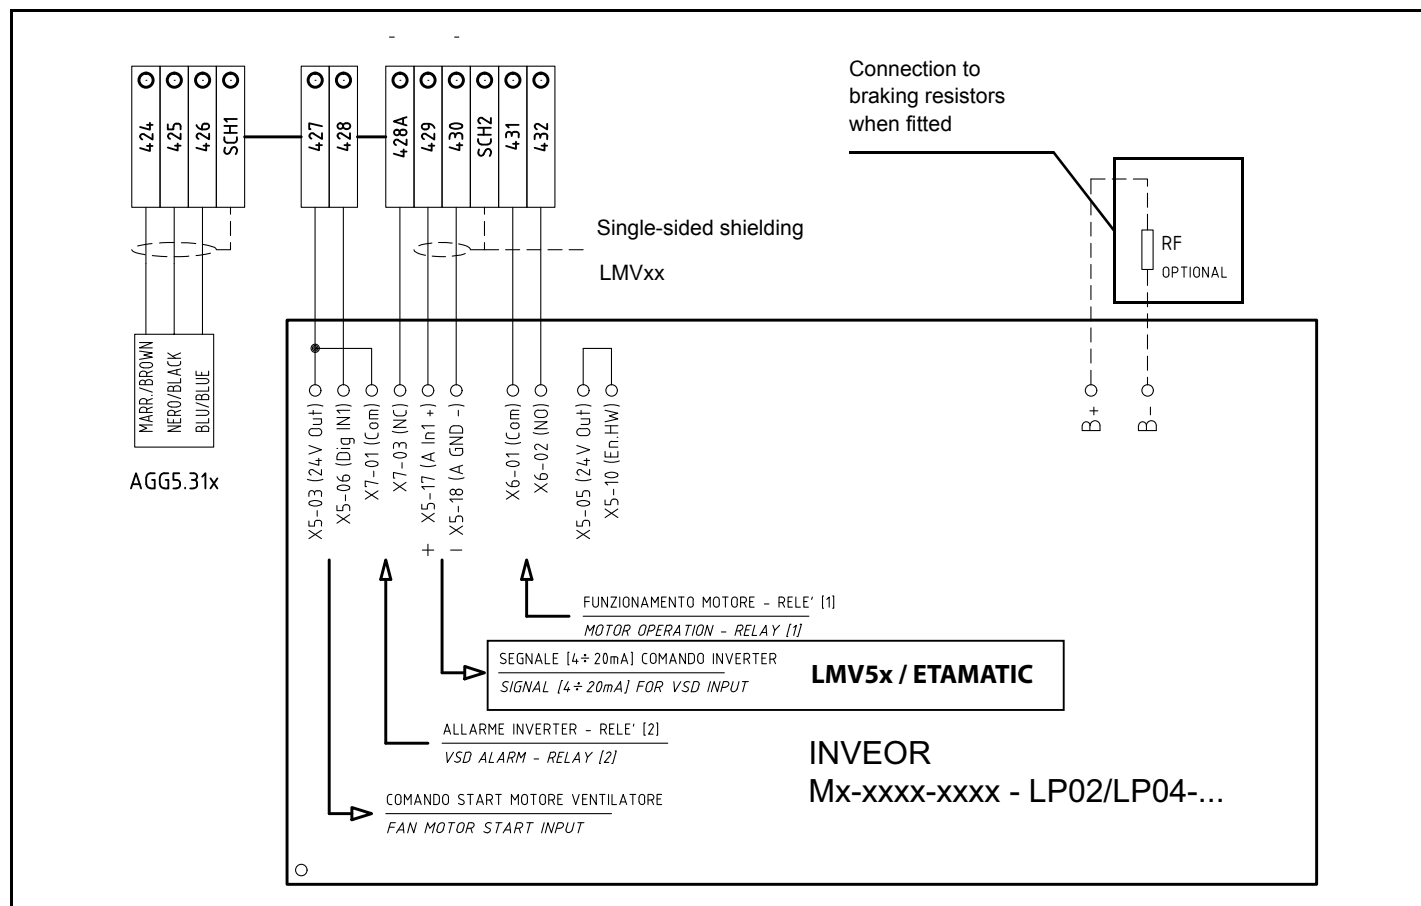 424
425
426
SCH1
427
428
428A
429
430
SCH2
431
432
Connection to
braking resistors
when fitted
Single-sided shielding
LMVxx
RF
OPTIONAL
MARR./BROWN
NERO/BLACK
BLU/BLUE
AGG5.31x
X5-03 (24V Out)
X5-06 (Dig IN1)
X7-01 (Com)
X7-03 (NC)
+ X5-17 (A In1 +)
- X5-18 (A GND -)
X6-01 (Com)
X6-02 (NO)
X5-05 (24V Out)
X5-10 (En.HW)
B+
B-
FUNZIONAMENTO MOTORE - RELE' [1]
MOTOR OPERATION - RELAY [1]
SEGNALE [4÷20mA] COMANDO INVERTER
SIGNAL [4÷20mA] FOR VSD INPUT
LMV5x / ETAMATIC
ALLARME INVERTER - RELE' [2]
VSD ALARM - RELAY [2]
INVEOR
Mx-xxxx-xxxx - LP02/LP04-...
COMANDO START MOTORE VENTILATORE
FAN MOTOR START INPUT